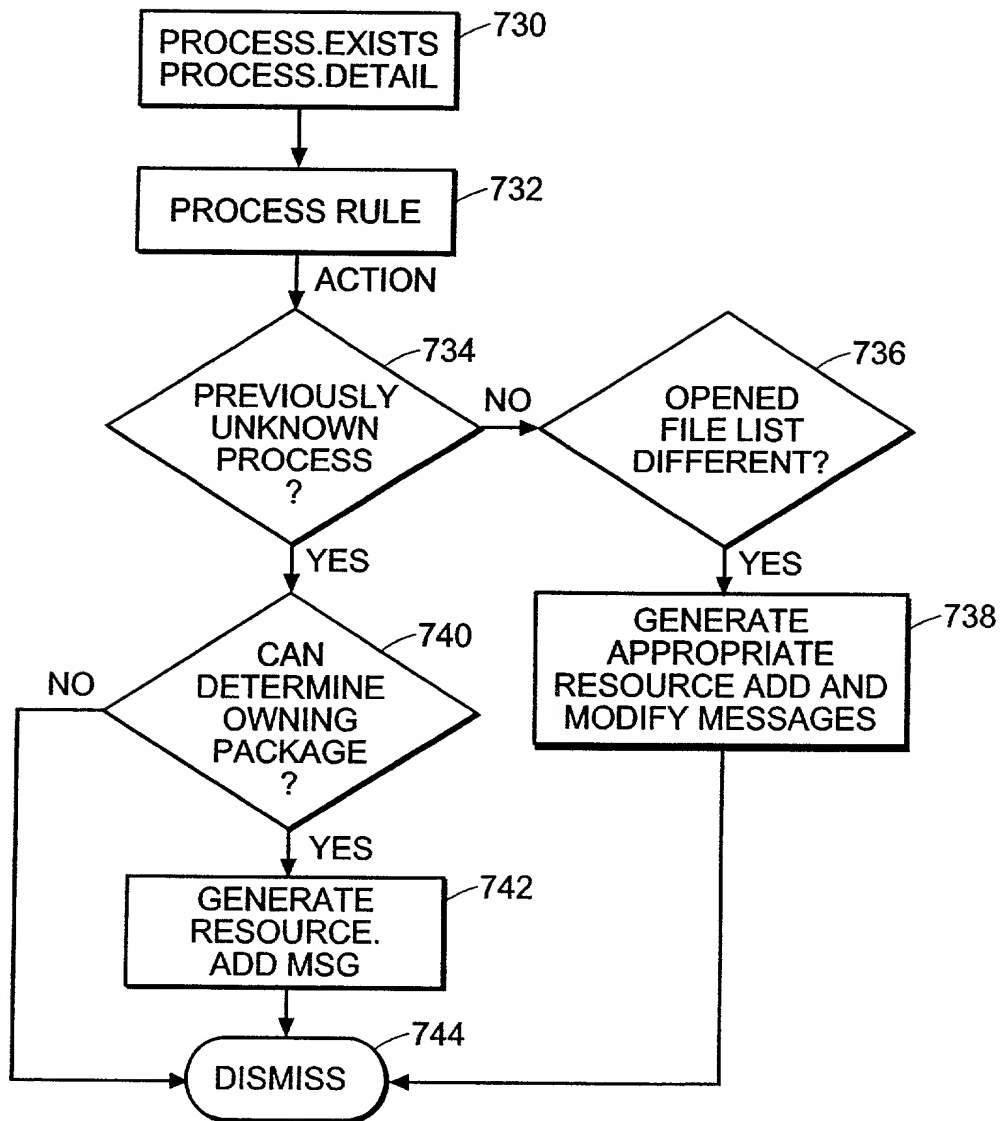 PROCESS.EXISTS
PROCESS.DETAIL
730
PROCESS RULE
732
ACTION
PREVIOUSLY
UNKNOWN
PROCESS
?
734
NO
OPENED
FILE LIST
DIFFERENT?
736
YES
YES
CAN
DETERMINE
OWNING
PACKAGE
?
740
NO
GENERATE
APPROPRIATE
RESOURCE ADD AND
MODIFY MESSAGES
738
YES
GENERATE
RESOURCE.
ADD MSG
742
DISMISS
744